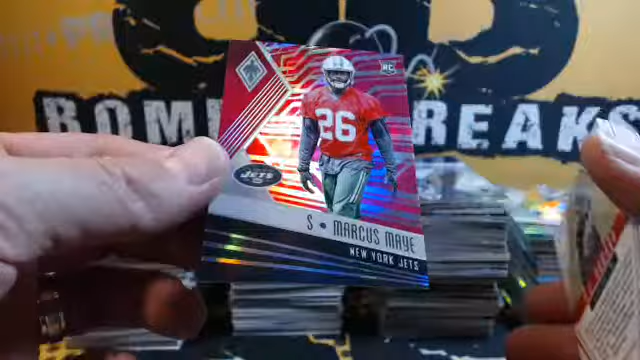 BOMB BREAKS
RC
26
JETS
S • MARCUS MAYE
NEW YORK JETS